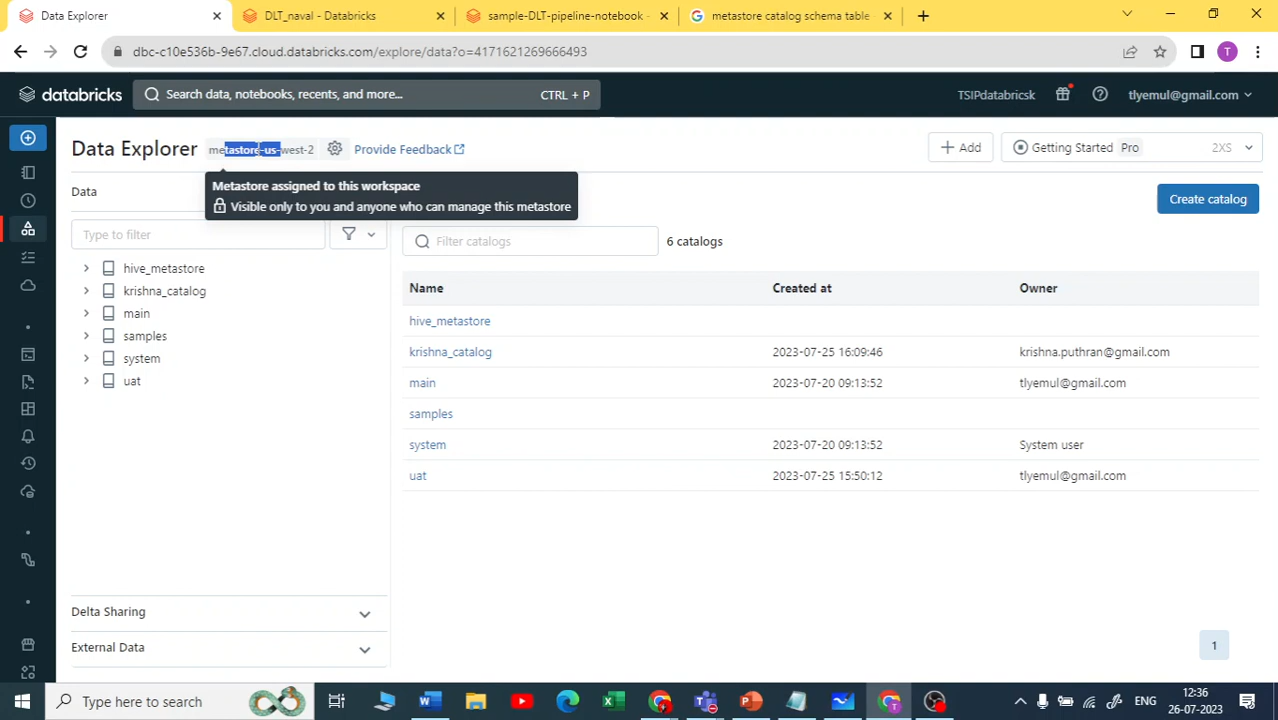 Data Explorer
DLT_naval - Databricks
sample-DLT-pipeline-notebook -
metastore catalog schema table
dbc-c10e536b-9e67.cloud.databricks.com/explore/data?o=4171621269666493
T
databricks
Search data, notebooks, recents, and more...
CTRL + P
TSIPdatabricsk
tlyemul@gmail.com
Data Explorer
metastore-us-west-2
Provide Feedback
Add
Getting Started Pro 2XS
Metastore assigned to this workspace
Visible only to you and anyone who can manage this metastore
Data
Create catalog
Type to filter
Filter catalogs
6 catalogs
hive_metastore
krishna_catalog
main
samples
system
uat
Name Created at Owner
hive_metastore
krishna_catalog 2023-07-25 16:09:46 krishna.puthran@gmail.com
main 2023-07-20 09:13:52 tlyemul@gmail.com
samples
system 2023-07-20 09:13:52 System user
uat 2023-07-25 15:50:12 tlyemul@gmail.com
Delta Sharing
External Data
1
Type here to search
ENG
12:36
26-07-2023